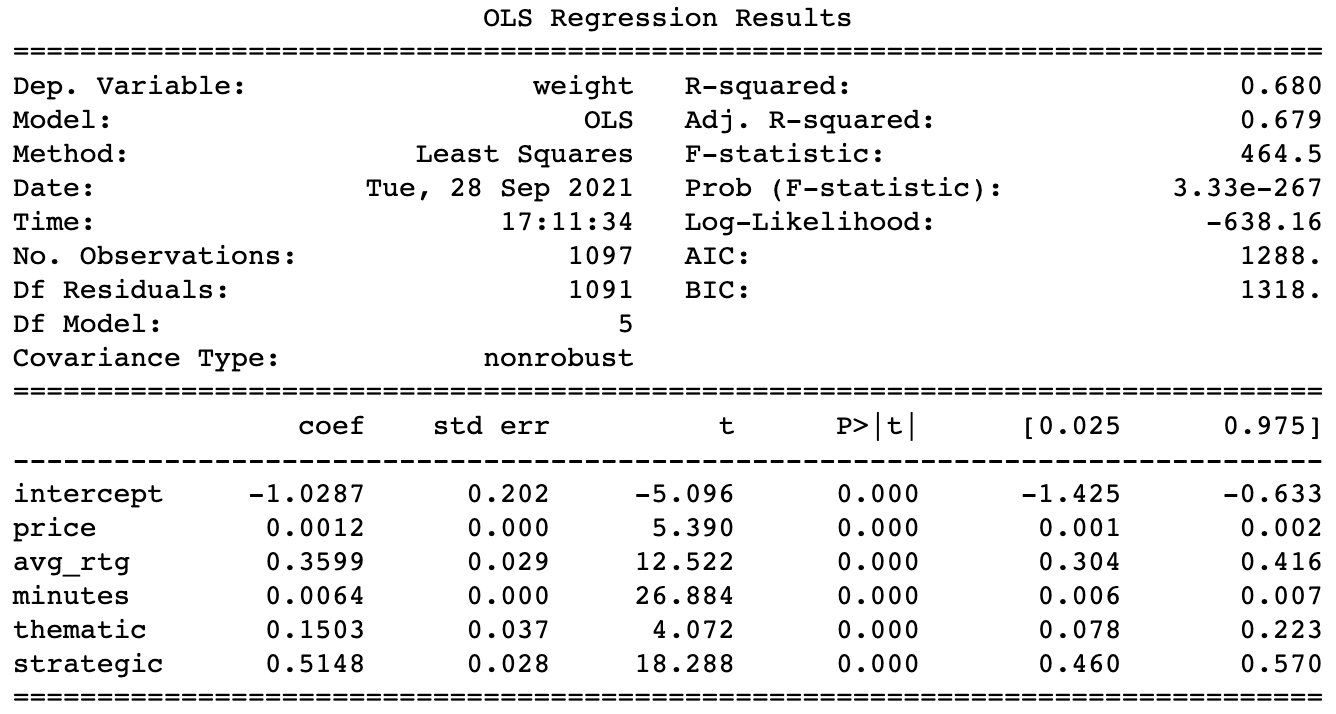 OLS Regression Results
==============================================================================
Dep. Variable: weight R-squared: 0.680
Model: OLS Adj. R-squared: 0.679
Method: Least Squares F-statistic: 464.5
Date: Tue, 28 Sep 2021 Prob (F-statistic): 3.33e-267
Time: 17:11:34 Log-Likelihood: -638.16
No. Observations: 1097 AIC: 1288.
Df Residuals: 1091 BIC: 1318.
Df Model: 5
Covariance Type: nonrobust
==============================================================================
coef std err t P>|t| [0.025 0.975]
------------------------------------------------------------------------------
intercept -1.0287 0.202 -5.096 0.000 -1.425 -0.633
price 0.0012 0.000 5.390 0.000 0.001 0.002
avg_rtg 0.3599 0.029 12.522 0.000 0.304 0.416
minutes 0.0064 0.000 26.884 0.000 0.006 0.007
thematic 0.1503 0.037 4.072 0.000 0.078 0.223
strategic 0.5148 0.028 18.288 0.000 0.460 0.570
==============================================================================